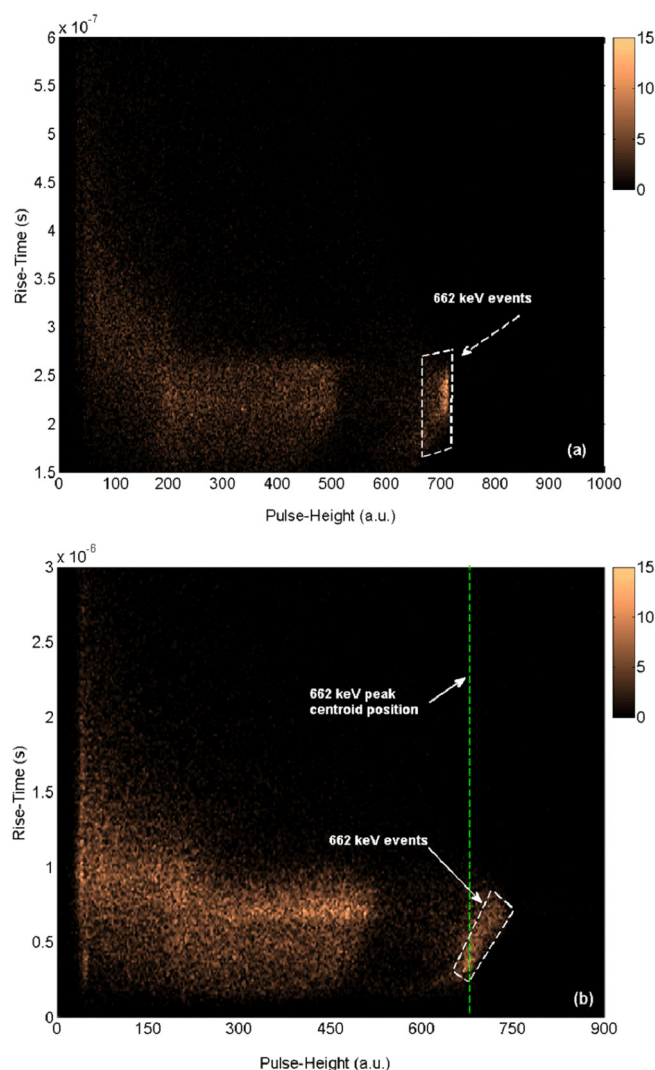 x 10^-7
6
5.5
5
4.5
4
3.5
3
2.5
2
1.5
Rise-Time (s)
0 100 200 300 400 500 600 700 800 900 1000
Pulse-Height (a.u.)
15
10
5
0
662 keV events
(a)
x 10^-6
3
2.5
2
1.5
1
0.5
0
Rise-Time (s)
0 150 300 450 600 750 900
Pulse-Height (a.u.)
15
10
5
0
662 keV peak
centroid position
662 keV events
(b)